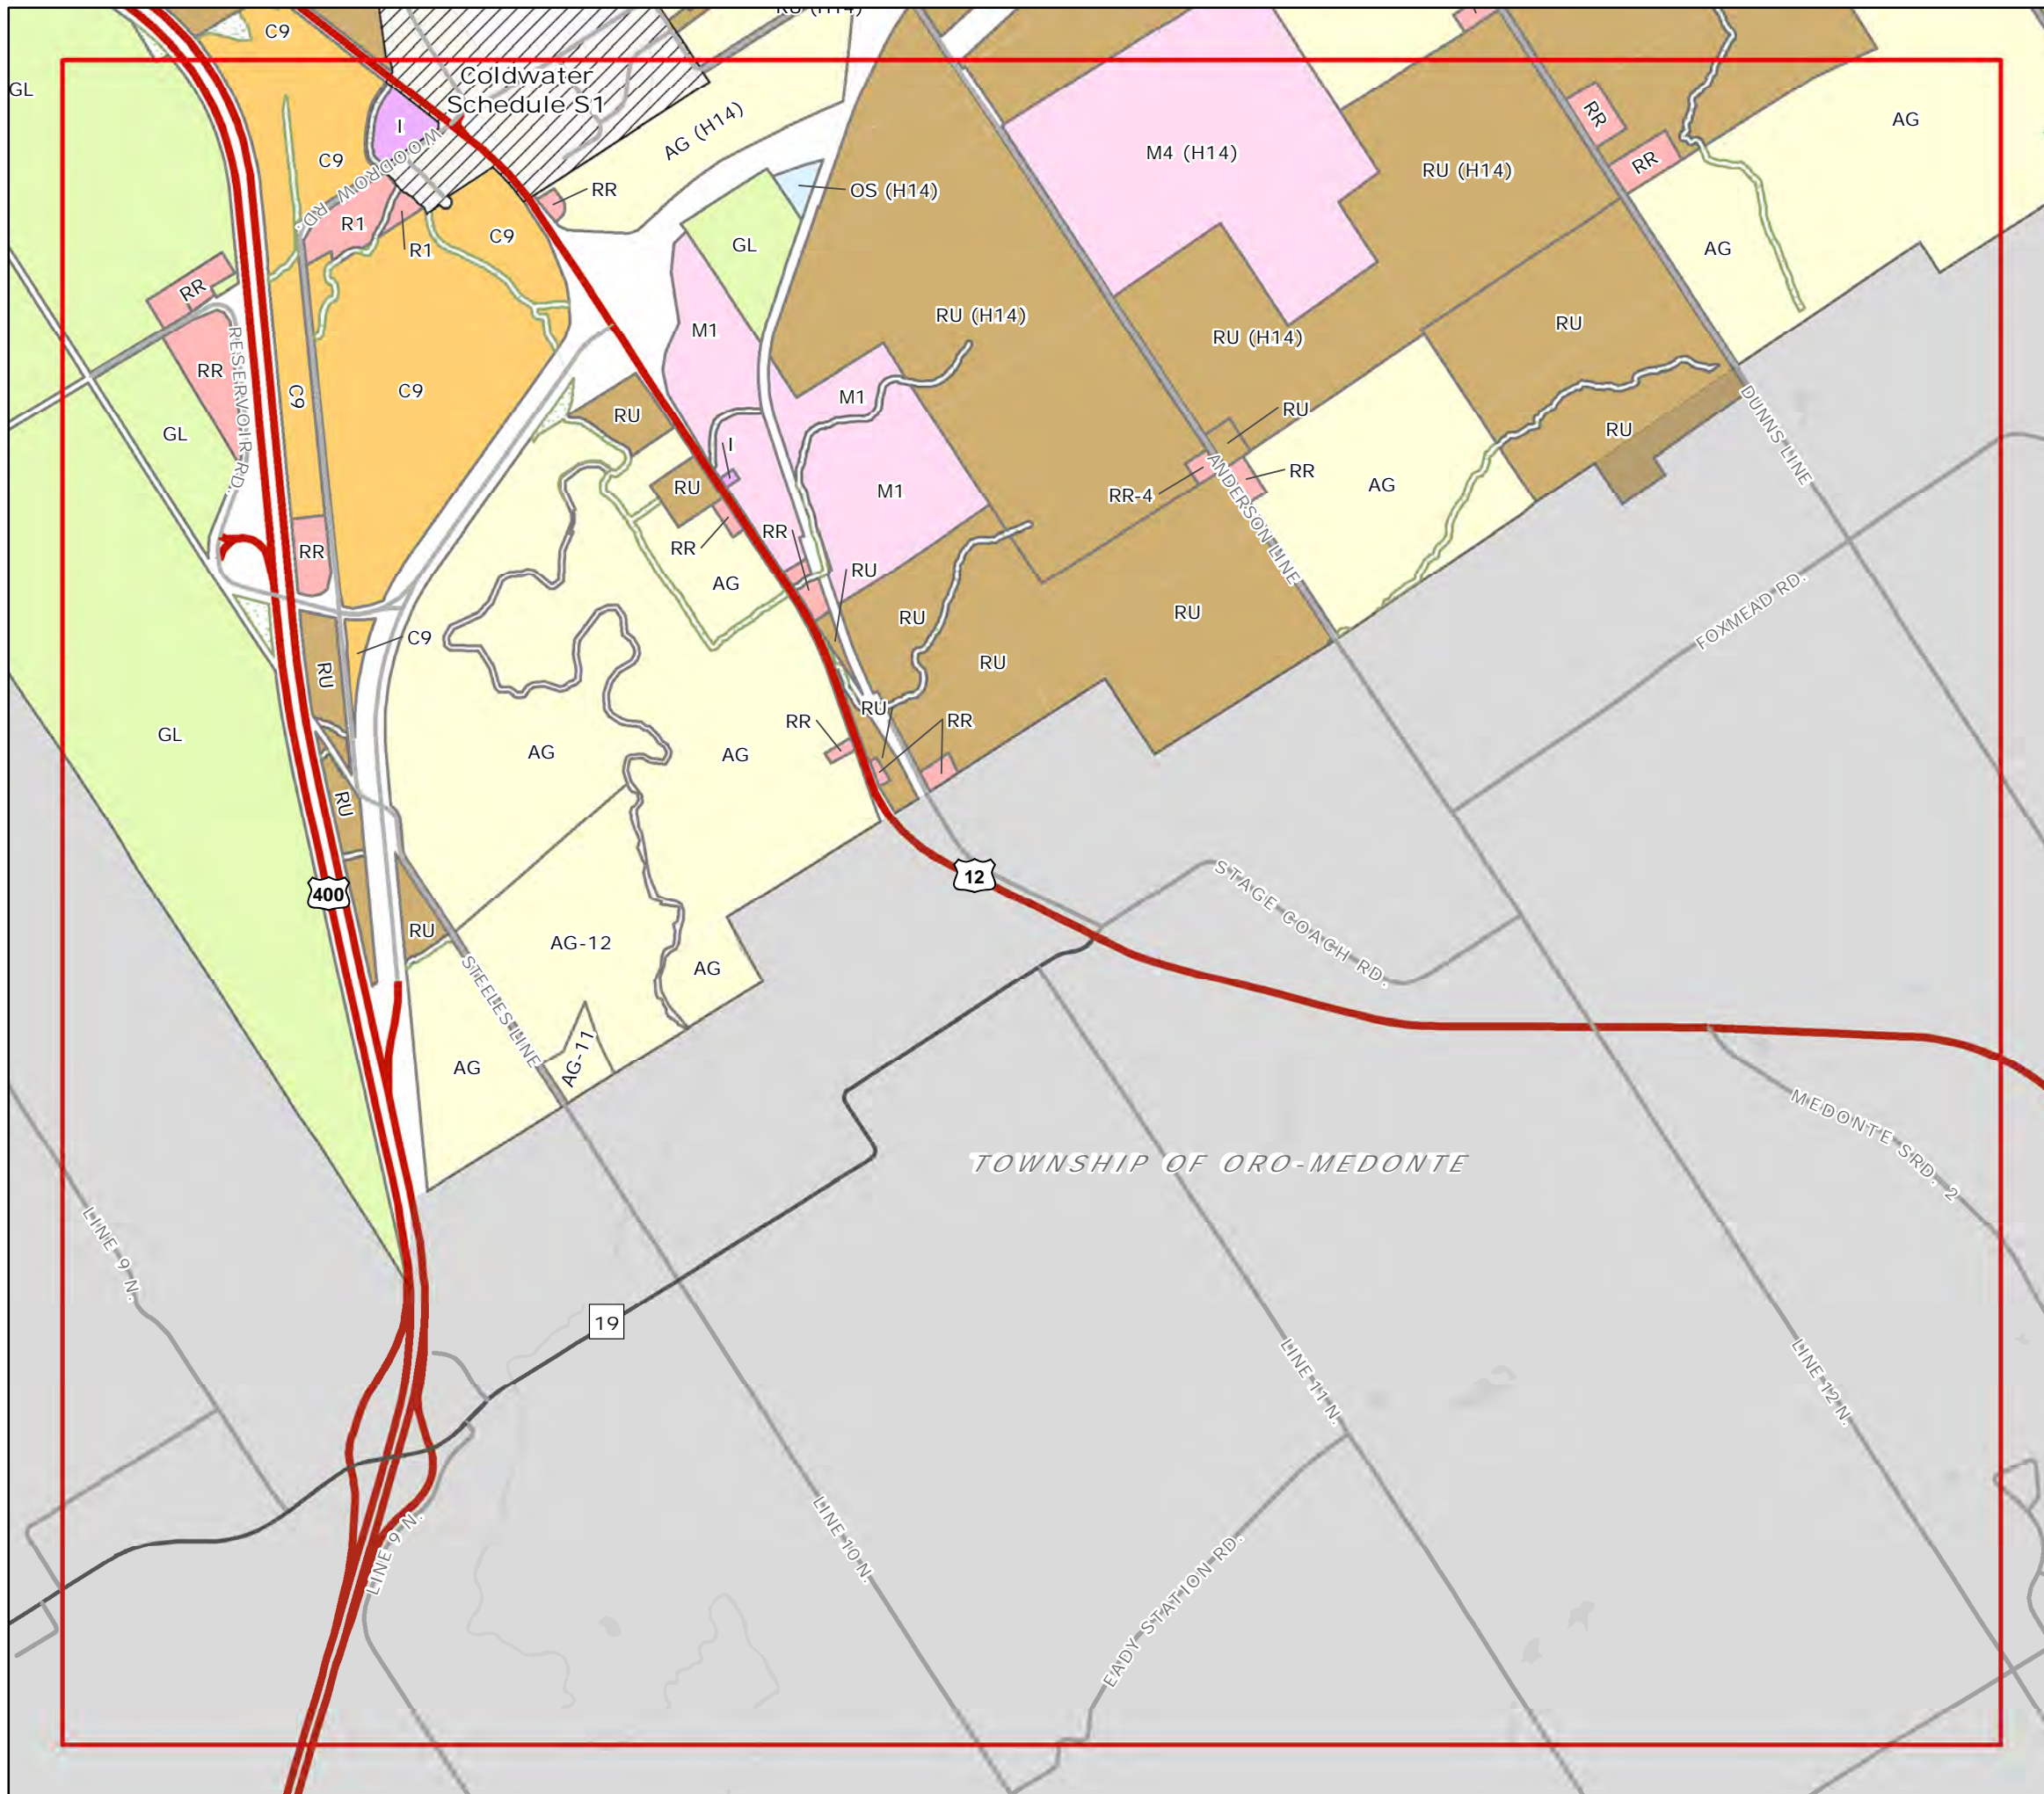 RU (H14)
C9
GL
Coldwater
Schedule S1
I
WOODROW RD.
AG (H14)
C9
M4 (H14)
RR
RR
AG
RU (H14)
RR
OS (H14)
R1
R1
C9
GL
AG
RR
M1
RU (H14)
RU (H14)
RU
RESERVOIR RD.
RR
C9
C9
RU
M1
RU
DUNNS LINE
GL
I
RU
RU
M1
RR-4
RR
AG
ANDERSON LINE
RR
RR
RR
AG
RU
RU
RU
FOXMEAD RD.
C9
RU
RU
RU
RR
RR
GL
AG
AG
RU
400
12
STAGE COACH RD.
RU
AG-12
AG
STEELES LINE
AG
AG-11
MEDONTE SRD. 2
TOWNSHIP OF ORO-MEDONTE
LINE 9 N.
19
LINE 11 N.
LINE 12 N.
LINE 9 N.
LINE 10 N.
EADY STATION RD.